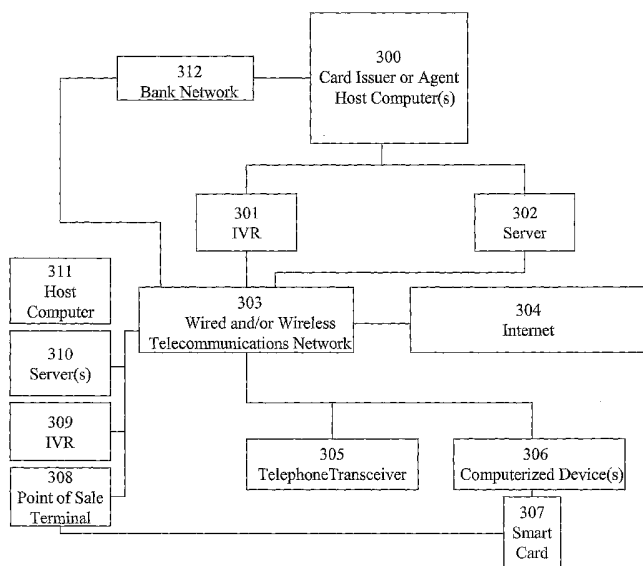 300
Card Issuer or Agent
Host Computer(s)
312
Bank Network
301
IVR
302
Server
311
Host
Computer
303
Wired and/or Wireless
Telecommunications Network
304
Internet
310
Server(s)
309
IVR
305
TelephoneTransceiver
306
Computerized Device(s)
308
Point of Sale
Terminal
307
Smart
Card